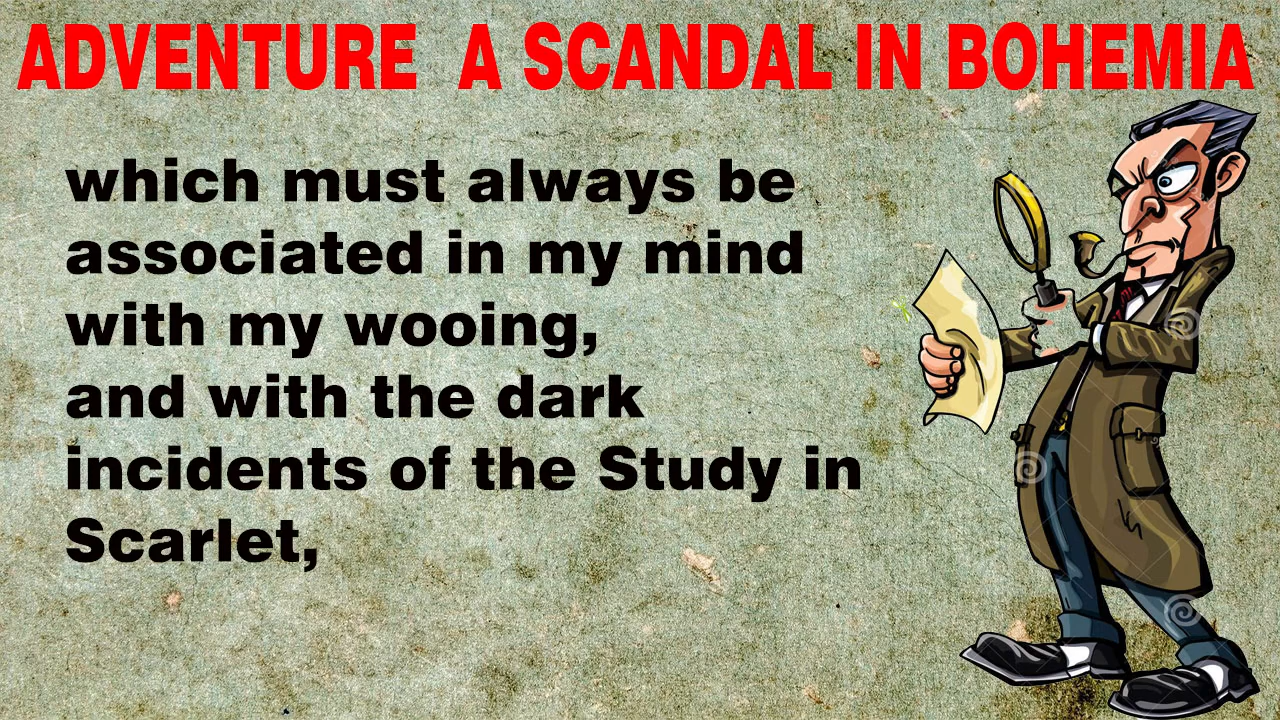 ADVENTURE A SCANDAL IN BOHEMIA
which must always be
associated in my mind
with my wooing,
and with the dark
incidents of the Study in
Scarlet,